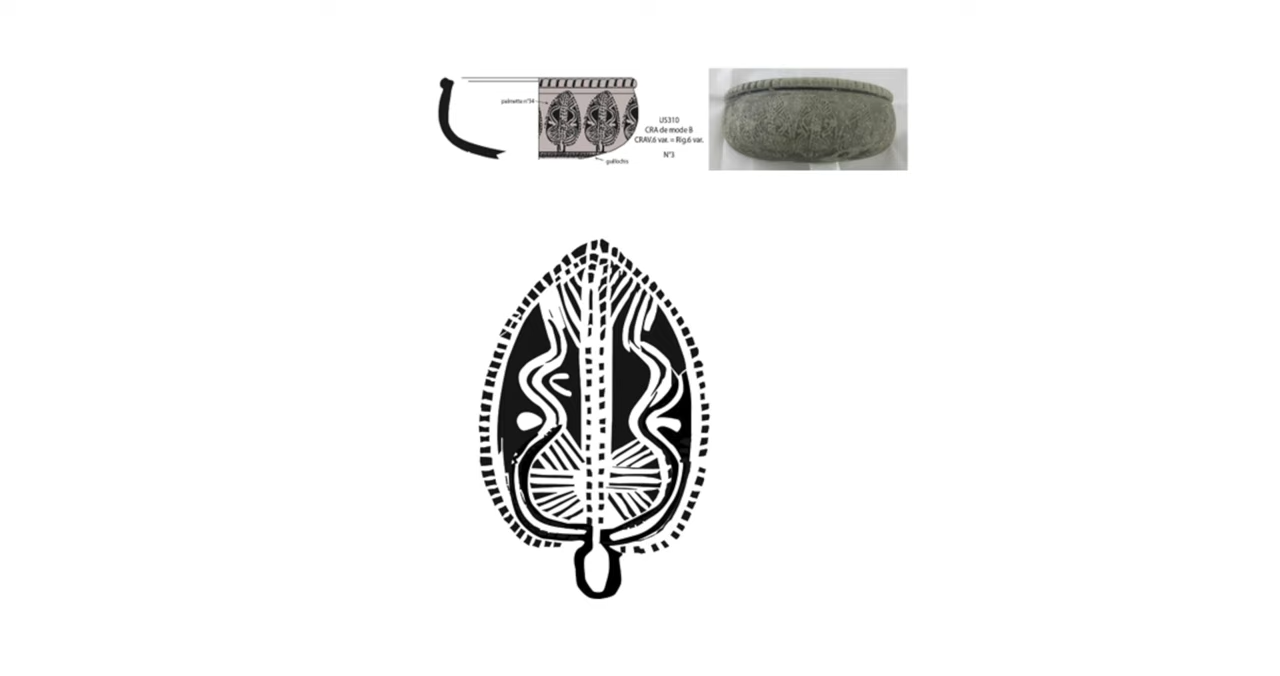 palmette n°34
US310
CRA de mode B
CRAV.6 var. = Rig.6 var.
N°3
guillochis